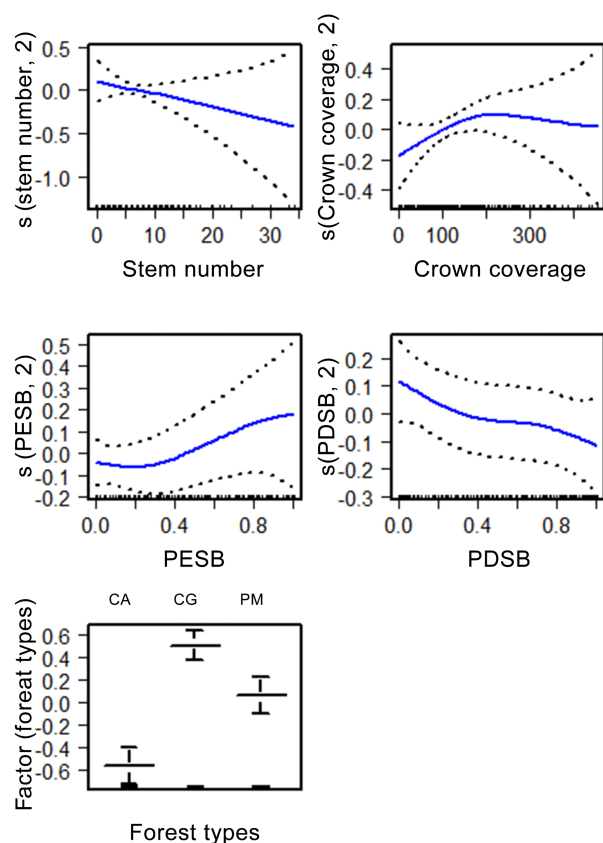 s (stem number, 2)
0.5
0.0
-0.5
-1.0
0 10 20 30
Stem number
s(Crown coverage, 2)
0.4
0.2
0.0
-0.2
-0.4
0 100 300
Crown coverage
s (PESB, 2)
0.5
0.4
0.3
0.2
0.1
0.0
-0.1
-0.2
0.0 0.4 0.8
PESB
s(PDSB, 2)
0.2
0.1
0.0
-0.1
-0.2
-0.3
0.0 0.4 0.8
PDSB
CA CG PM
Factor (foreat types)
0.6
0.4
0.2
0.0
-0.2
-0.4
-0.6
Forest types